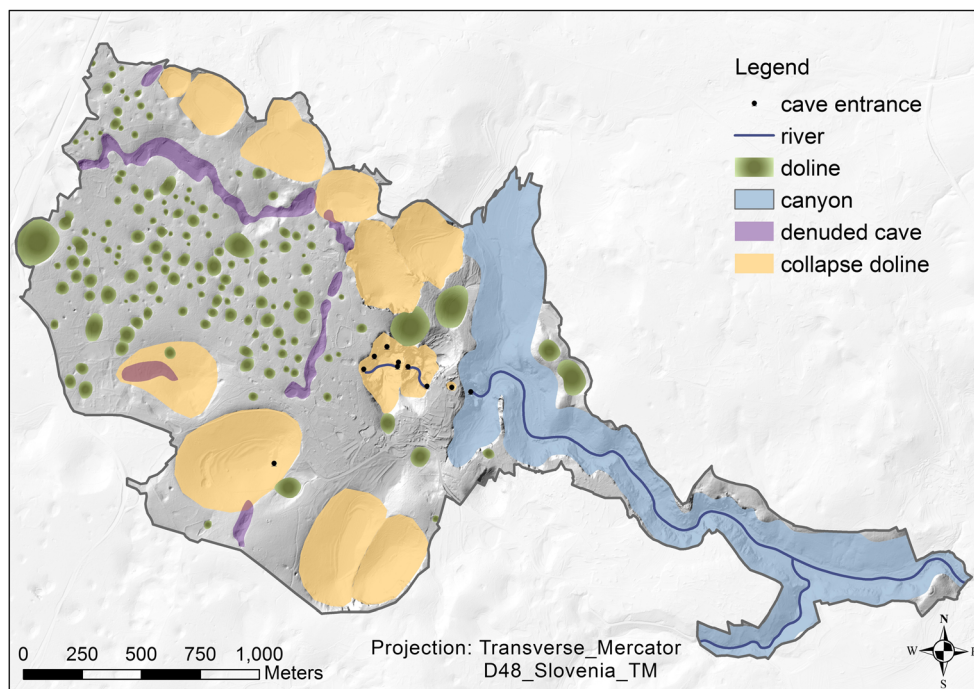 Legend
cave entrance
river
doline
canyon
denuded cave
collapse doline
0 250 500 750 1,000
Meters
Projection: Transverse_Mercator
D48_Slovenia_TM
N
W E
S